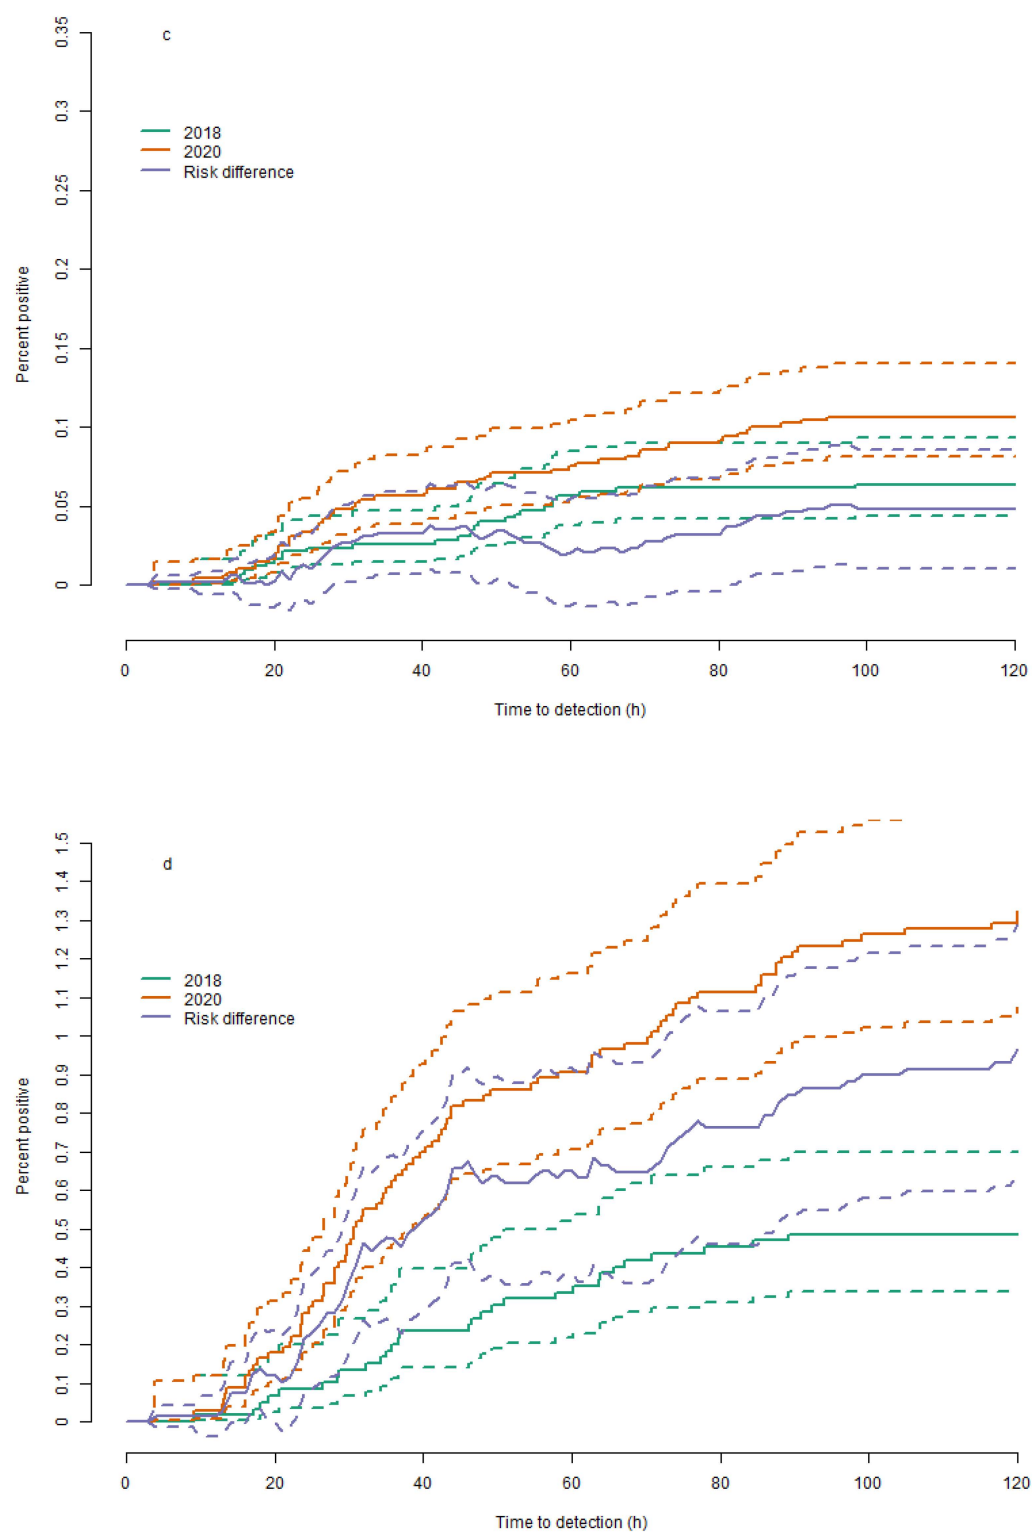 c
0.35
0.3
0.25
0.2
0.15
0.1
0.05
0
Percent positive
2018
2020
Risk difference
0 20 40 60 80 100 120
Time to detection (h)
d
1.5
1.4
1.3
1.2
1.1
1
0.9
0.8
0.7
0.6
0.5
0.4
0.3
0.2
0.1
0
Percent positive
2018
2020
Risk difference
0 20 40 60 80 100 120
Time to detection (h)